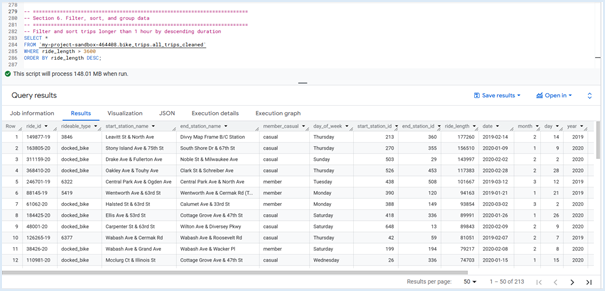 278
279 -- ================================================================
280 -- Section 6. Filter, sort, and group data
281 -- ================================================================
282 -- Filter and sort trips longer than 1 hour by descending duration
283 SELECT *
284 FROM `my-project-sandbox-464408.bike_trips.all_trips_cleaned`
285 WHERE ride_length > 3600
286 ORDER BY ride_length DESC;
287
This script will process 148.01 MB when run.
Query results Save results Open in
Job information Results Visualization JSON Execution details Execution graph
Row ride_id rideable_type start_station_name end_station_name member_casual day_of_week start_station_id end_station_id ride_length date month day year
1 149877-19 3846 Leavitt St & North Ave Divvy Map Frame B/C Station casual Thursday 213 360 177260 2019-02-14 2 14 2019
2 163805-20 docked_bike Stony Island Ave & 75th St South Shore Dr & 67th St casual Thursday 270 355 156510 2020-01-09 1 9 2020
3 311159-20 docked_bike Drake Ave & Fullerton Ave Noble St & Milwaukee Ave casual Sunday 503 29 143997 2020-02-02 2 2 2020
4 368410-20 docked_bike Oakley Ave & Touhy Ave Clark St & Schreiber Ave casual Thursday 526 453 117383 2020-02-28 2 28 2020
5 246701-19 6322 Central Park Ave & Ogden Ave Central Park Ave & North Ave member Tuesday 438 508 101667 2019-03-12 3 12 2019
6 88145-19 5419 Wentworth Ave & 63rd St Wentworth Ave & Cermak Rd (T... member Monday 390 120 94163 2019-01-21 1 21 2019
7 61062-20 docked_bike Halsted St & 63rd St Calumet Ave & 33rd St member Monday 388 149 93854 2020-03-02 3 2 2020
8 184425-20 docked_bike Ellis Ave & 53rd St Cottage Grove Ave & 47th St casual Saturday 418 336 89991 2020-01-26 1 26 2020
9 48001-20 docked_bike Carpenter St & 63rd St Wilton Ave & Diversey Pkwy casual Saturday 648 13 89843 2020-02-09 2 9 2020
10 126265-19 6377 Wabash Ave & Cermak Rd Wabash Ave & Roosevelt Rd casual Thursday 42 59 81051 2019-02-07 2 7 2019
11 38426-20 docked_bike Wabash Ave & Grand Ave Wabash Ave & Wacker Pl member Saturday 199 194 79217 2020-02-08 2 8 2020
12 110981-20 docked_bike Mcclurg Ct & Illinois St Cottage Grove Ave & 47th St casual Wednesday 26 336 74703 2020-01-15 1 15 2020
Results per page: 50 1 – 50 of 213